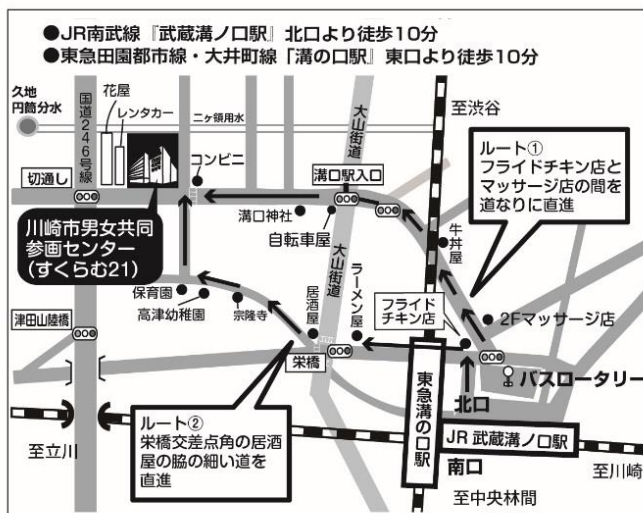 ●JR南武線『武蔵溝ノ口駅』北口より徒歩10分
●東急田園都市線・大井町線「溝の口駅」東口より徒歩10分
久地
円筒分水
国道246号線
花屋
レンタカー
二ヶ領用水
大山街道
至渋谷
切通し
コンビニ
溝口駅入口
溝口神社
自転車屋
ルート①
フライドチキン店と
マッサージ店の間を
道なりに直進
牛丼屋
川崎市男女共同
参画センター
(すくらむ21)
大山街道
ラーメン屋
居酒屋
保育園
高津幼稚園
宗隆寺
フライド
チキン店
2Fマッサージ店
津田山陸橋
栄橋
バスロータリー
北口
東急溝の口駅
ルート②
栄橋交差点角の居酒
屋の脇の細い道を
直進
JR 武蔵溝ノ口駅
南口
至立川
至川崎
至中央林間